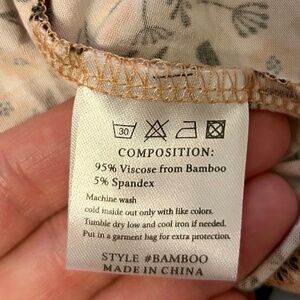 30
COMPOSITION:
95% Viscose from Bamboo
5% Spandex
Machine wash
cold inside out only with like colors.
Tumble dry low and cool iron if needed.
Put in a garment bag for extra protection.
STYLE #BAMBOO
MADE IN CHINA